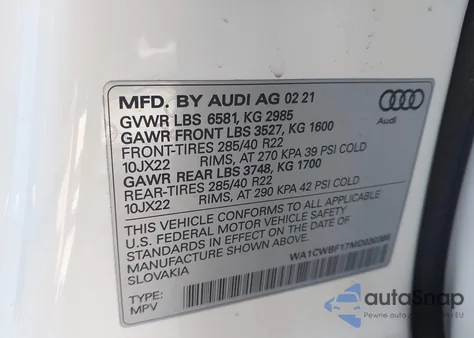 MFD. BY AUDI AG 02 21
GVWR LBS 6581, KG 2985
GAWR FRONT LBS 3527, KG 1600
FRONT-TIRES 285/40 R22
10JX22 RIMS, AT 270 KPA 39 PSI COLD
GAWR REAR LBS 3748, KG 1700
REAR-TIRES 285/40 R22
10JX22 RIMS, AT 290 KPA 42 PSI COLD
THIS VEHICLE CONFORMS TO ALL APPLICABLE
U.S. FEDERAL MOTOR VEHICLE SAFETY
STANDARDS IN EFFECT ON THE DATE OF
MANUFACTURE SHOWN ABOVE.
SLOVAKIA
TYPE:
MPV
Audi
autoSnap
Pewne auto
EU